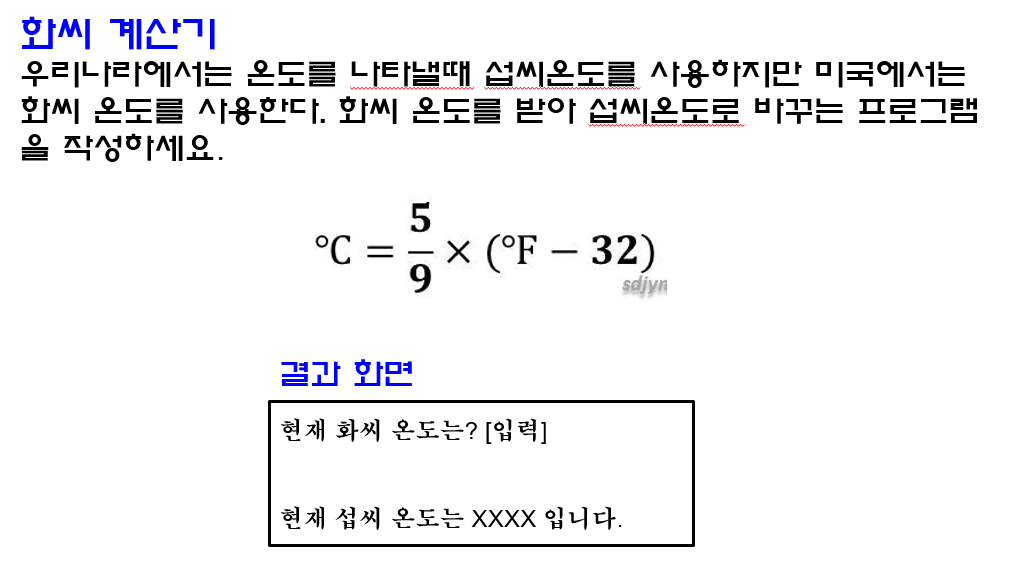 화씨 계산기
우리나라에서는 온도를 나타낼때 섭씨온도를 사용하지만 미국에서는
화씨 온도를 사용한다. 화씨 온도를 받아 섭씨온도로 바꾸는 프로그램
을 작성하세요.
℃ = 5/9 × (℉ − 32)
sdjyn
결과 화면
현재 화씨 온도는? [입력]
현재 섭씨 온도는 XXXX 입니다.